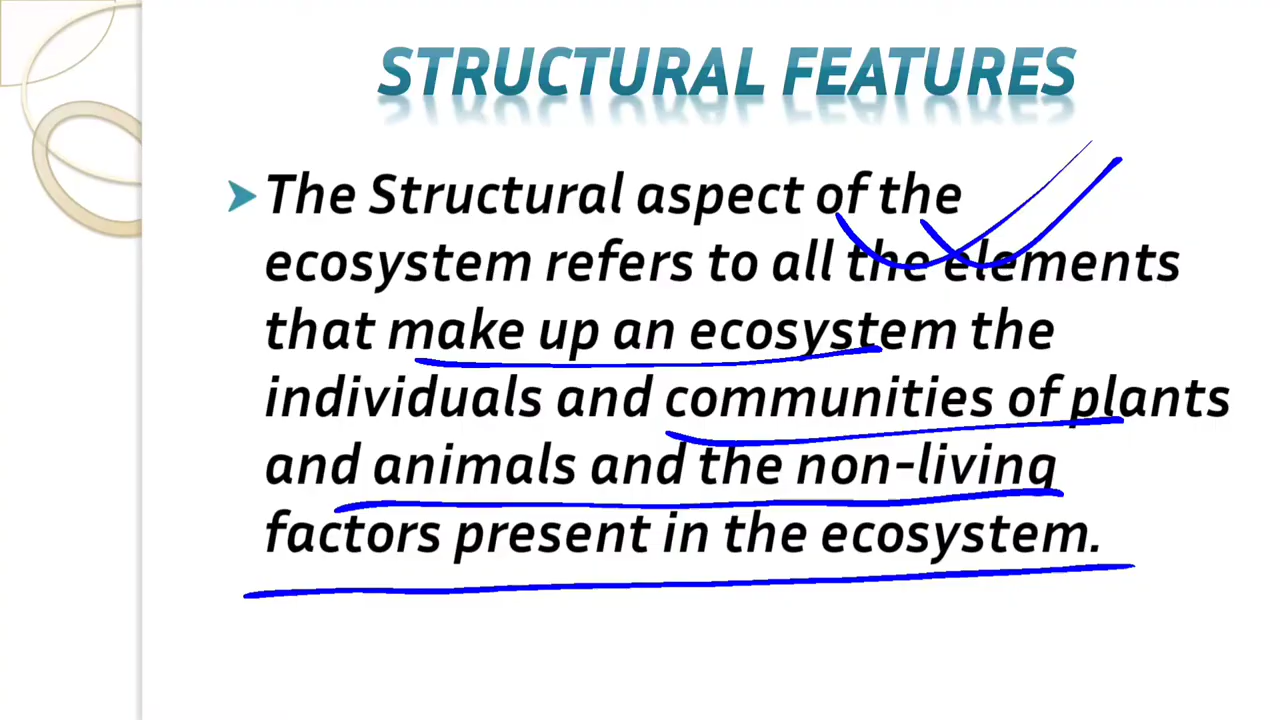 STRUCTURAL FEATURES
The Structural aspect of the
ecosystem refers to all the elements
that make up an ecosystem the
individuals and communities of plants
and animals and the non-living
factors present in the ecosystem.